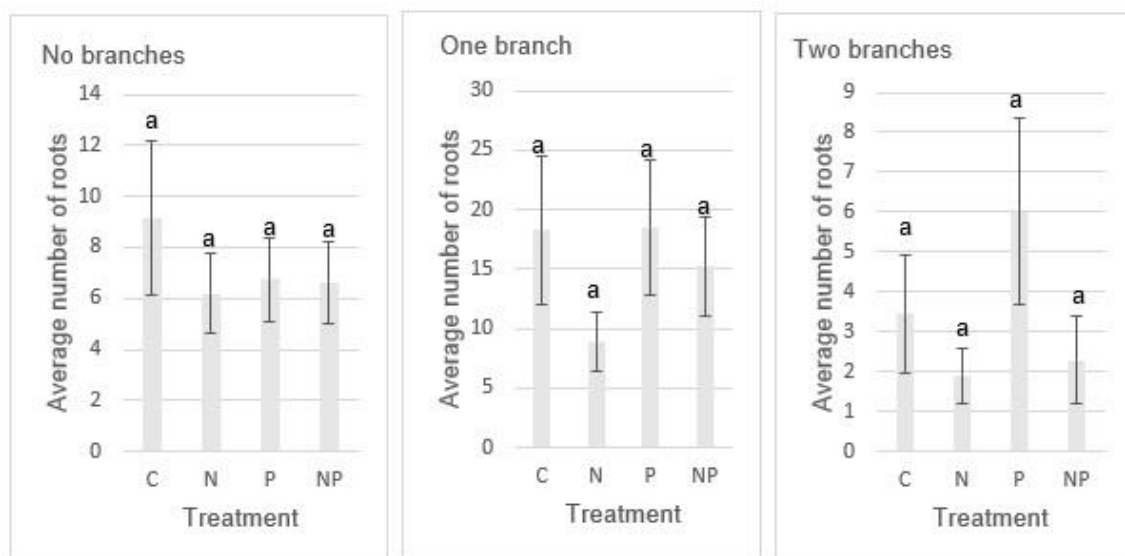 No branches
Average number of roots
14
12
10
8
6
4
2
0
a
a
a
a
C N P NP
Treatment
One branch
Average number of roots
30
25
20
15
10
5
0
a
a
a
a
C N P NP
Treatment
Two branches
Average number of roots
9
8
7
6
5
4
3
2
1
0
a
a
a
a
C N P NP
Treatment